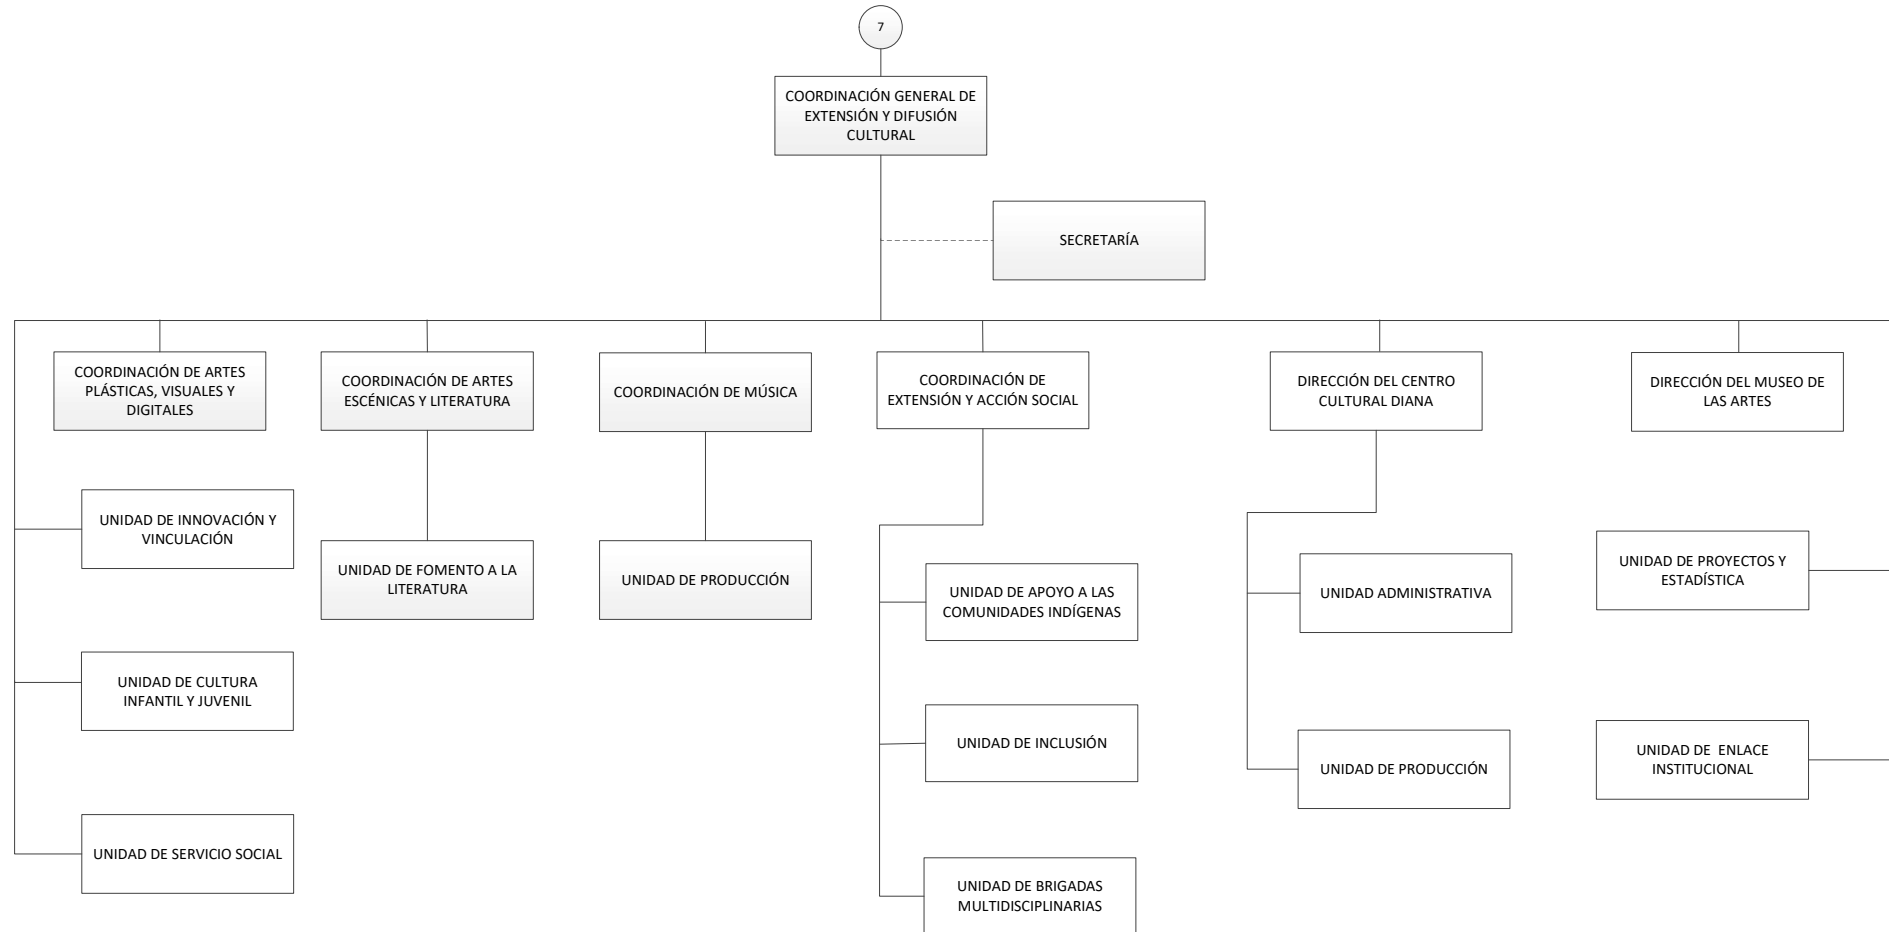 7
COORDINACIÓN GENERAL DE
EXTENSIÓN Y DIFUSIÓN
CULTURAL
SECRETARÍA
COORDINACIÓN DE ARTES
PLÁSTICAS, VISUALES Y
DIGITALES
COORDINACIÓN DE ARTES
ESCÉNICAS Y LITERATURA
COORDINACIÓN DE MÚSICA
COORDINACIÓN DE
EXTENSIÓN Y ACCIÓN SOCIAL
DIRECCIÓN DEL CENTRO
CULTURAL DIANA
DIRECCIÓN DEL MUSEO DE
LAS ARTES
UNIDAD DE INNOVACIÓN Y
VINCULACIÓN
UNIDAD DE FOMENTO A LA
LITERATURA
UNIDAD DE PRODUCCIÓN
UNIDAD DE APOYO A LAS
COMUNIDADES INDÍGENAS
UNIDAD ADMINISTRATIVA
UNIDAD DE PROYECTOS Y
ESTADÍSTICA
UNIDAD DE CULTURA
INFANTIL Y JUVENIL
UNIDAD DE INCLUSIÓN
UNIDAD DE PRODUCCIÓN
UNIDAD DE  ENLACE
INSTITUCIONAL
UNIDAD DE SERVICIO SOCIAL
UNIDAD DE BRIGADAS
MULTIDISCIPLINARIAS